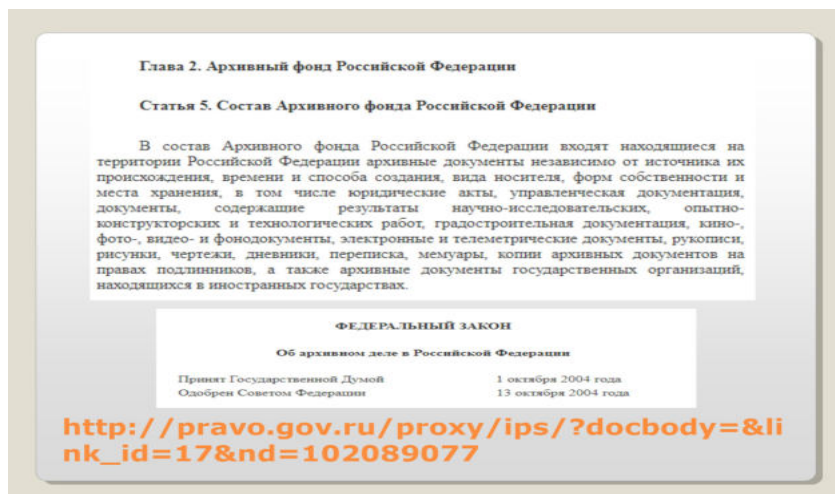 Глава 2. Архивный фонд Российской Федерации
Статья 5. Состав Архивного фонда Российской Федерации
В состав Архивного фонда Российской Федерации входят находящиеся на
территории Российской Федерации архивные документы независимо от источника их
происхождения, времени и способа создания, вида носителя, форм собственности и
места хранения, в том числе юридические акты, управленческая документация,
документы, содержащие результаты научно-исследовательских, опытно-
конструкторских и технологических работ, градостроительная документация, кино-,
фото-, видео- и фонодокументы, электронные и телеметрические документы, рукописи,
рисунки, чертежи, дневники, переписка, мемуары, копии архивных документов на
правах подлинников, а также архивные документы государственных организаций,
находящихся в иностранных государствах.
ФЕДЕРАЛЬНЫЙ ЗАКОН
Об архивном деле в Российской Федерации
Принят Государственной Думой 1 октября 2004 года
Одобрен Советом Федерации 13 октября 2004 года
http://pravo.gov.ru/proxy/ips/?docbody=&li
nk_id=17&nd=102089077